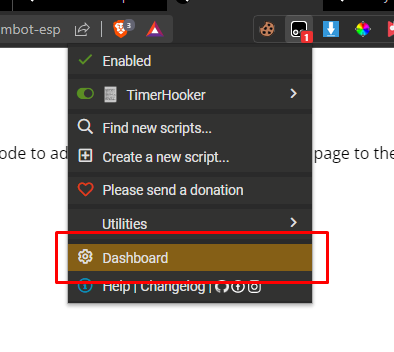 mbot-esp
3
1
Enabled
TimerHooker
Find new scripts...
ode to ad
Create a new script...
page to the
Please send a donation
Utilities
Dashboard
Help | Changelog |